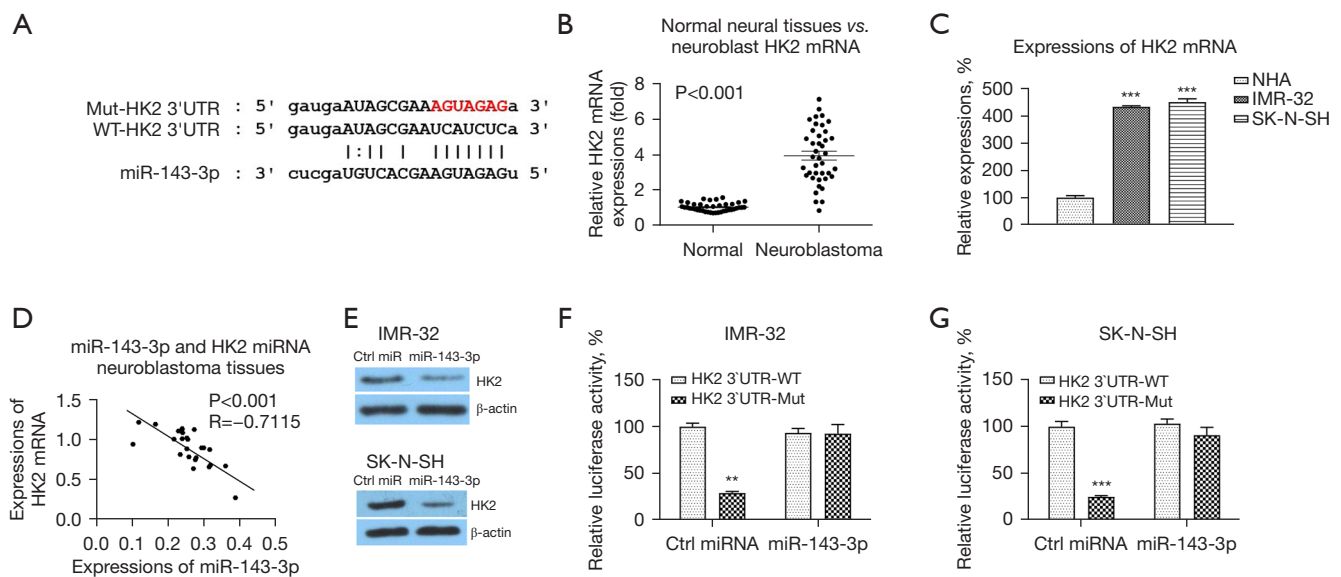 A
Mut-HK2 3'UTR : 5' gaugaAUAGCGAAAGUAGAGa 3'
WT-HK2 3'UTR : 5' gaugaAUAGCGAAUCAUCUCa 3'
|:|| | |||||||
miR-143-3p : 3' cucgaUGUCACGAAGUAGAGu 5'
B
Normal neural tissues vs.
neuroblast HK2 mRNA
Relative HK2 mRNA
expressions (fold)
8
6
4
2
0
P<0.001
Normal Neuroblastoma
C
Expressions of HK2 mRNA
Relative expressions, %
500
400
300
200
100
***
***
NHA
IMR-32
SK-N-SH
D
miR-143-3p and HK2 miRNA
neuroblastoma tissues
Expressions of
HK2 mRNA
1.5
1.0
0.5
0.0
P<0.001
R=−0.7115
0.0 0.1 0.2 0.3 0.4 0.5
Expressions of miR-143-3p
E
IMR-32
Ctrl miR miR-143-3p
HK2
β-actin
SK-N-SH
Ctrl miR miR-143-3p
HK2
β-actin
F
IMR-32
Relative luciferase activity, %
150
100
50
0
HK2 3`UTR-WT
HK2 3`UTR-Mut
**
Ctrl miRNA miR-143-3p
G
SK-N-SH
Relative luciferase activity, %
150
100
50
0
HK2 3`UTR-WT
HK2 3`UTR-Mut
***
Ctrl miRNA miR-143-3p